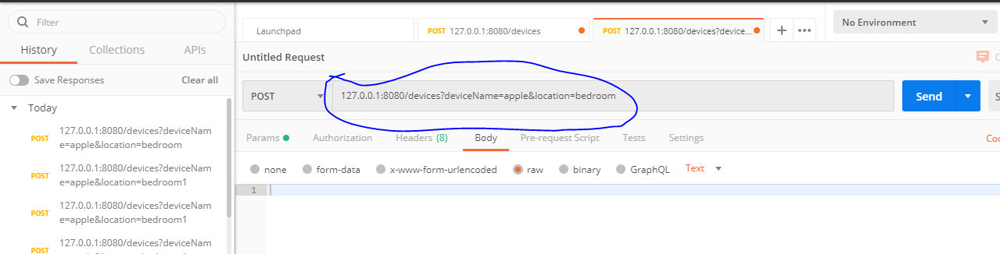 Filter
Launchpad
POST 127.0.0.1:8080/devices
POST 127.0.0.1:8080/devices?device...
No Environment
History Collections APIs
Untitled Request
Save Responses Clear all
POST 127.0.0.1:8080/devices?deviceName=apple&location=bedroom Send
Today
Params Authorization Headers (8) Body Pre-request Script Tests Settings
POST 127.0.0.1:8080/devices?deviceNam
e=apple&location=bedroom
none form-data x-www-form-urlencoded raw binary GraphQL Text
POST 127.0.0.1:8080/devices?deviceNam
e=apple&location=bedroom1
1
POST 127.0.0.1:8080/devices?deviceNam
e=apple&location=bedroom1
POST 127.0.0.1:8080/devices?deviceNam